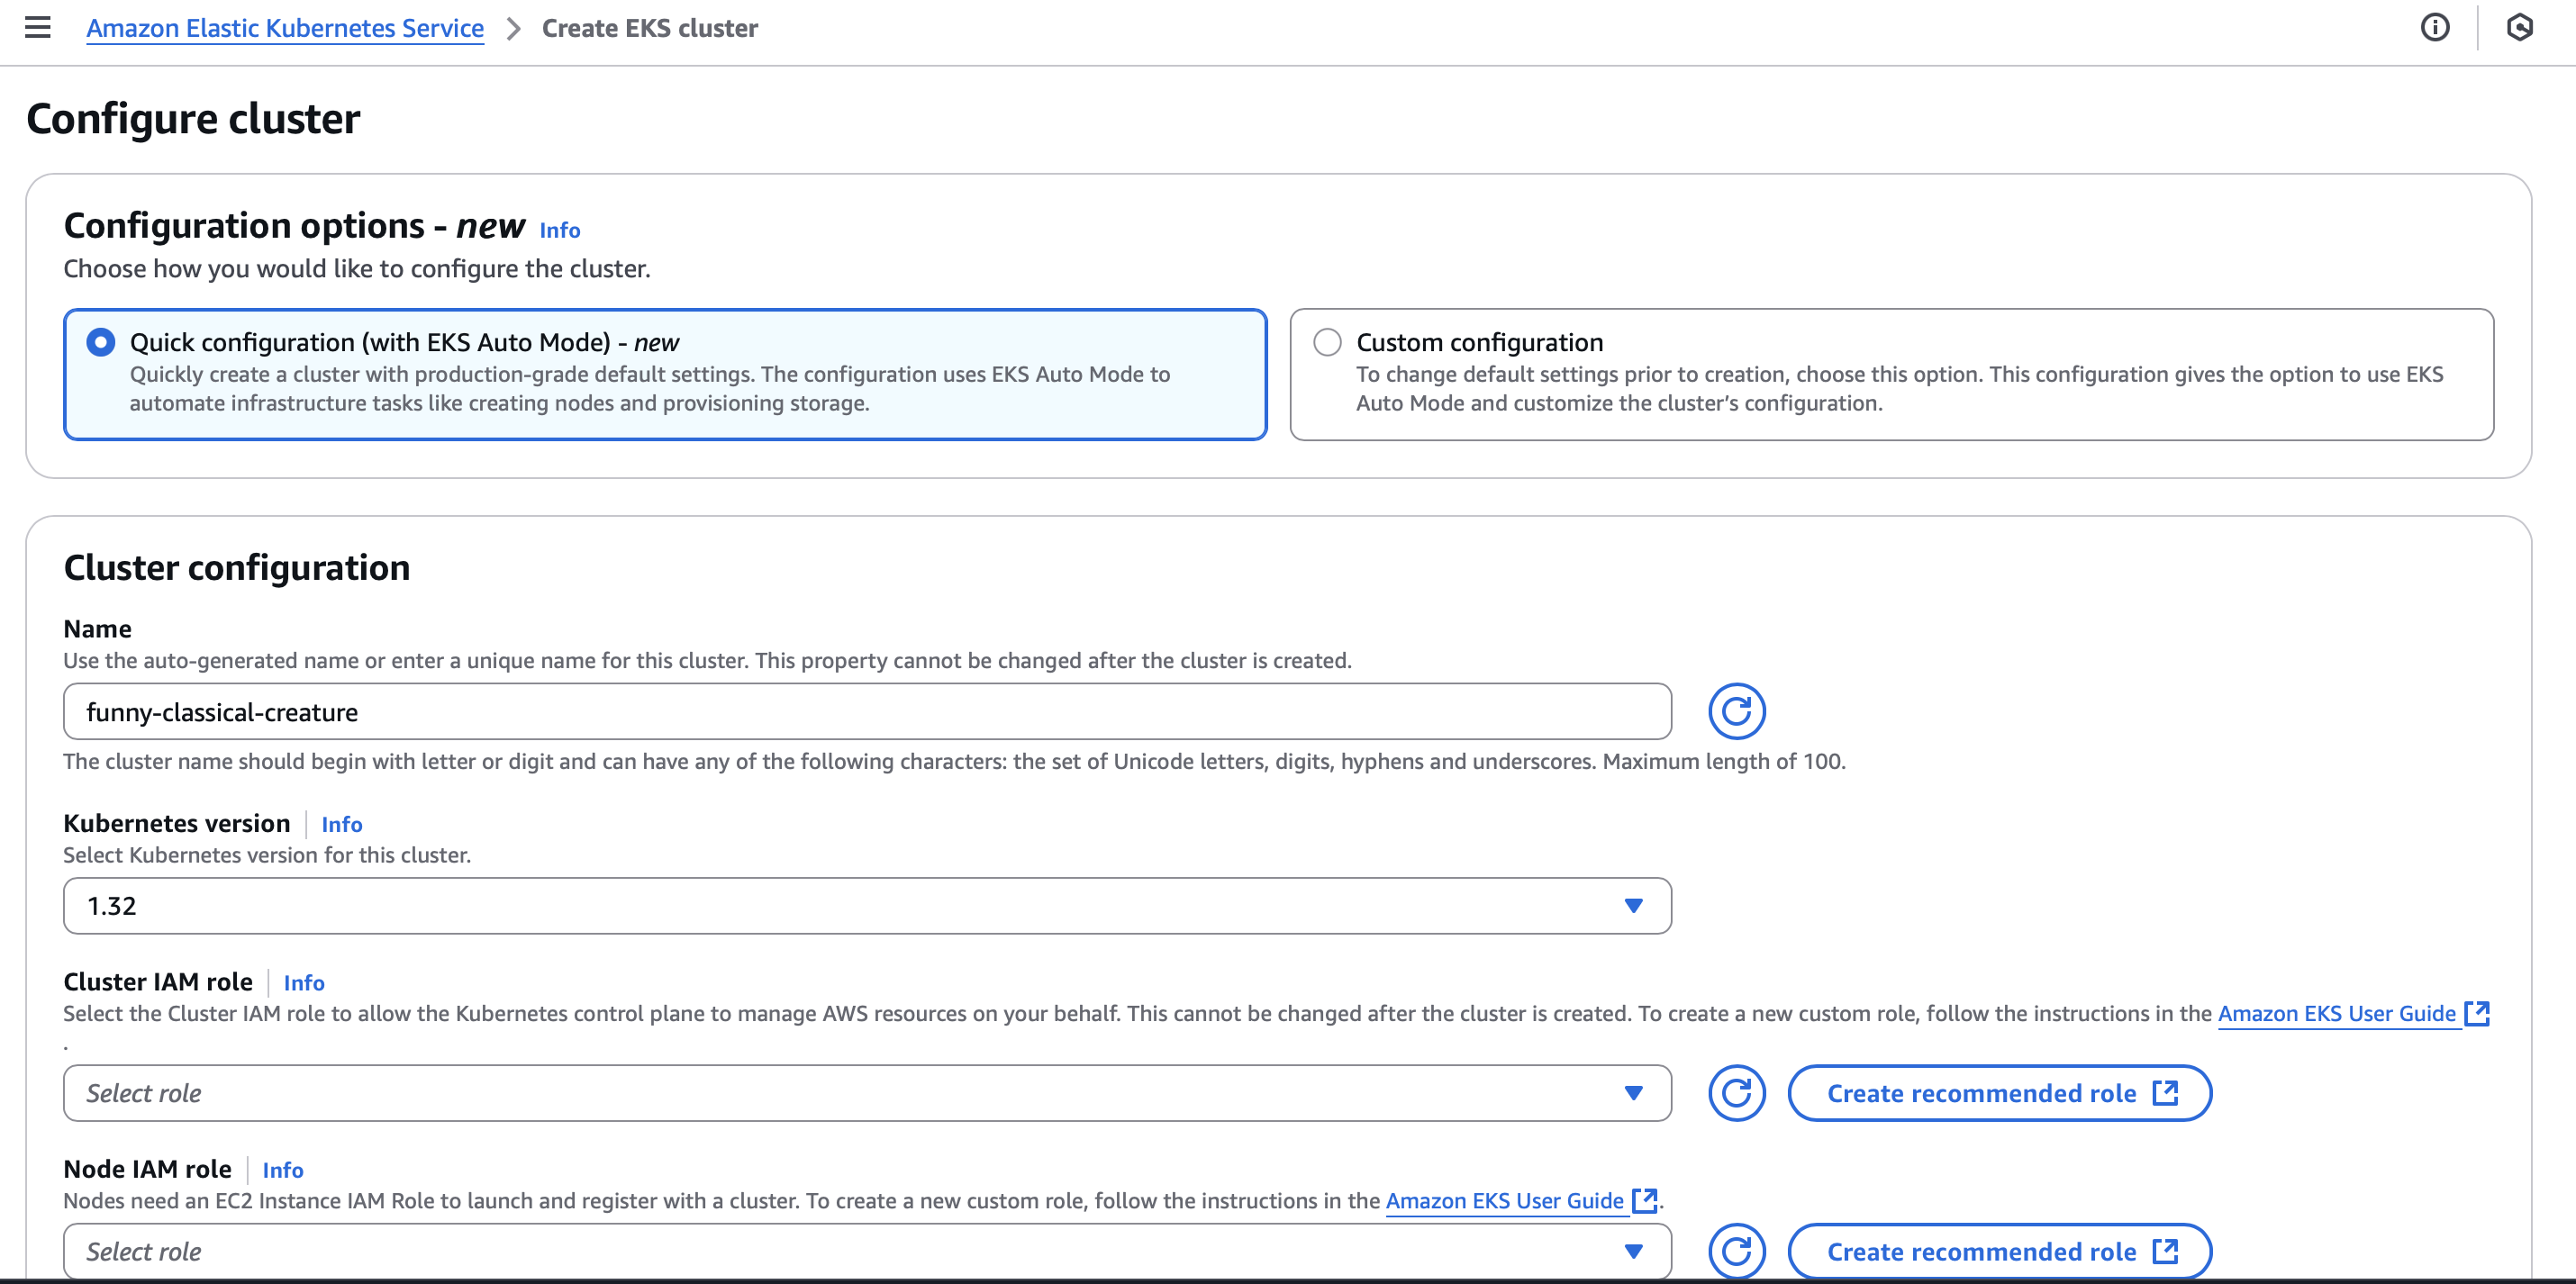 Amazon Elastic Kubernetes Service > Create EKS cluster
Configure cluster
Configuration options - new Info
Choose how you would like to configure the cluster.
Quick configuration (with EKS Auto Mode) - new
Quickly create a cluster with production-grade default settings. The configuration uses EKS Auto Mode to
automate infrastructure tasks like creating nodes and provisioning storage.
Custom configuration
To change default settings prior to creation, choose this option. This configuration gives the option to use EKS
Auto Mode and customize the cluster’s configuration.
Cluster configuration
Name
Use the auto-generated name or enter a unique name for this cluster. This property cannot be changed after the cluster is created.
funny-classical-creature
The cluster name should begin with letter or digit and can have any of the following characters: the set of Unicode letters, digits, hyphens and underscores. Maximum length of 100.
Kubernetes version Info
Select Kubernetes version for this cluster.
1.32
Cluster IAM role Info
Select the Cluster IAM role to allow the Kubernetes control plane to manage AWS resources on your behalf. This cannot be changed after the cluster is created. To create a new custom role, follow the instructions in the Amazon EKS User Guide
.
Select role Create recommended role
Node IAM role Info
Nodes need an EC2 Instance IAM Role to launch and register with a cluster. To create a new custom role, follow the instructions in the Amazon EKS User Guide.
Select role Create recommended role